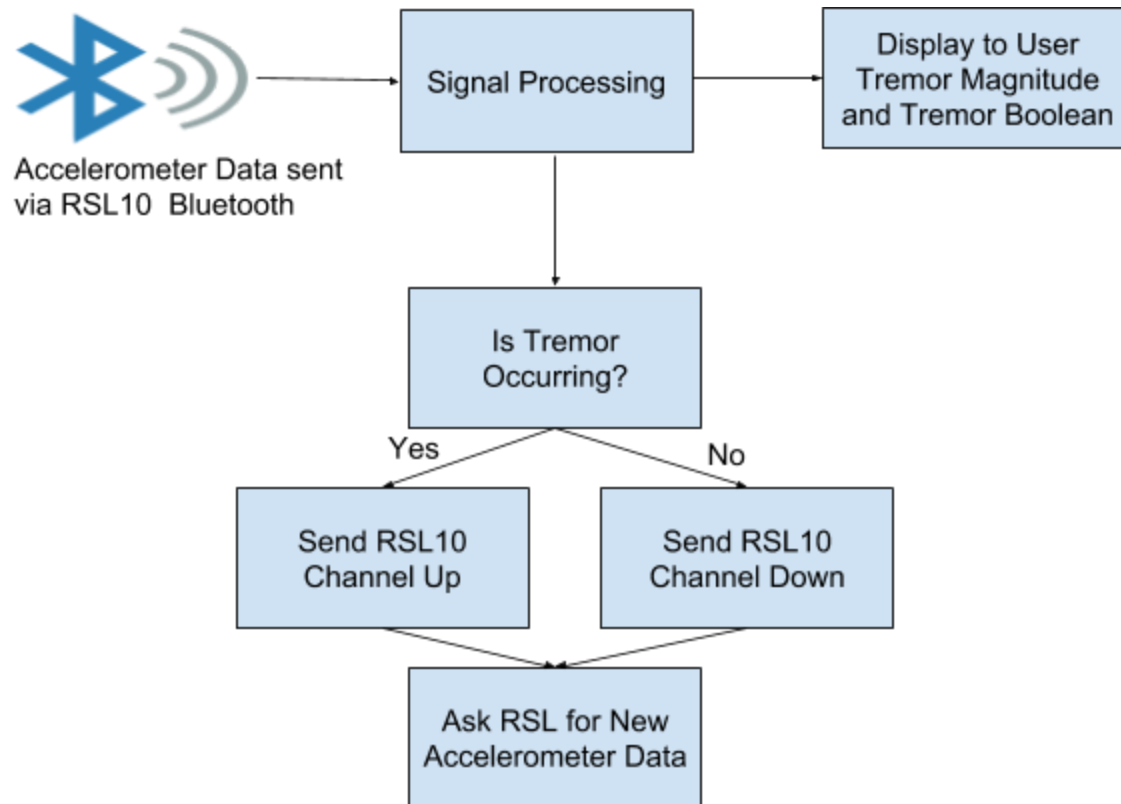 Accelerometer Data sent
via RSL10  Bluetooth
Signal Processing
Display to User
Tremor Magnitude
and Tremor Boolean
Is Tremor
Occurring?
Yes
No
Send RSL10
Channel Up
Send RSL10
Channel Down
Ask RSL for New
Accelerometer Data